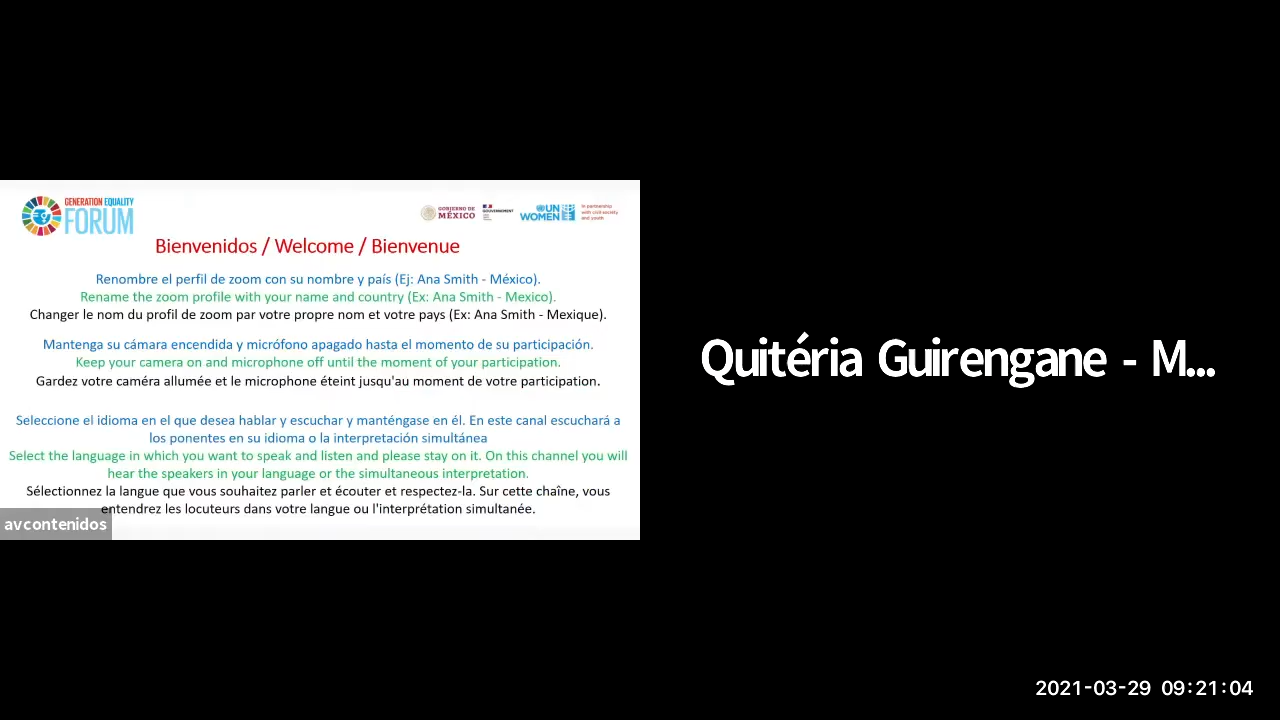 GENERATION EQUALITY
FORUM
GOBIERNO DE
MÉXICO
GOUVERNEMENT
UN
WOMEN
In partnership
with civil society
and youth
Bienvenidos / Welcome / Bienvenue
Renombre el perfil de zoom con su nombre y país (Ej: Ana Smith - México).
Rename the zoom profile with your name and country (Ex: Ana Smith - Mexico).
Changer le nom du profil de zoom par votre propre nom et votre pays (Ex: Ana Smith - Mexique).
Mantenga su cámara encendida y micrófono apagado hasta el momento de su participación.
Keep your camera on and microphone off until the moment of your participation.
Gardez votre caméra allumée et le microphone éteint jusqu'au moment de votre participation.
Seleccione el idioma en el que desea hablar y escuchar y manténgase en él. En este canal escuchará a
los ponentes en su idioma o la interpretación simultánea
Select the language in which you want to speak and listen and please stay on it. On this channel you will
hear the speakers in your language or the simultaneous interpretation.
Sélectionnez la langue que vous souhaitez parler et écouter et respectez-la. Sur cette chaîne, vous
entendrez les locuteurs dans votre langue ou l'interprétation simultanée.
avcontenidos
Quitéria Guirengane - M...
2021-03-29 09:21:04